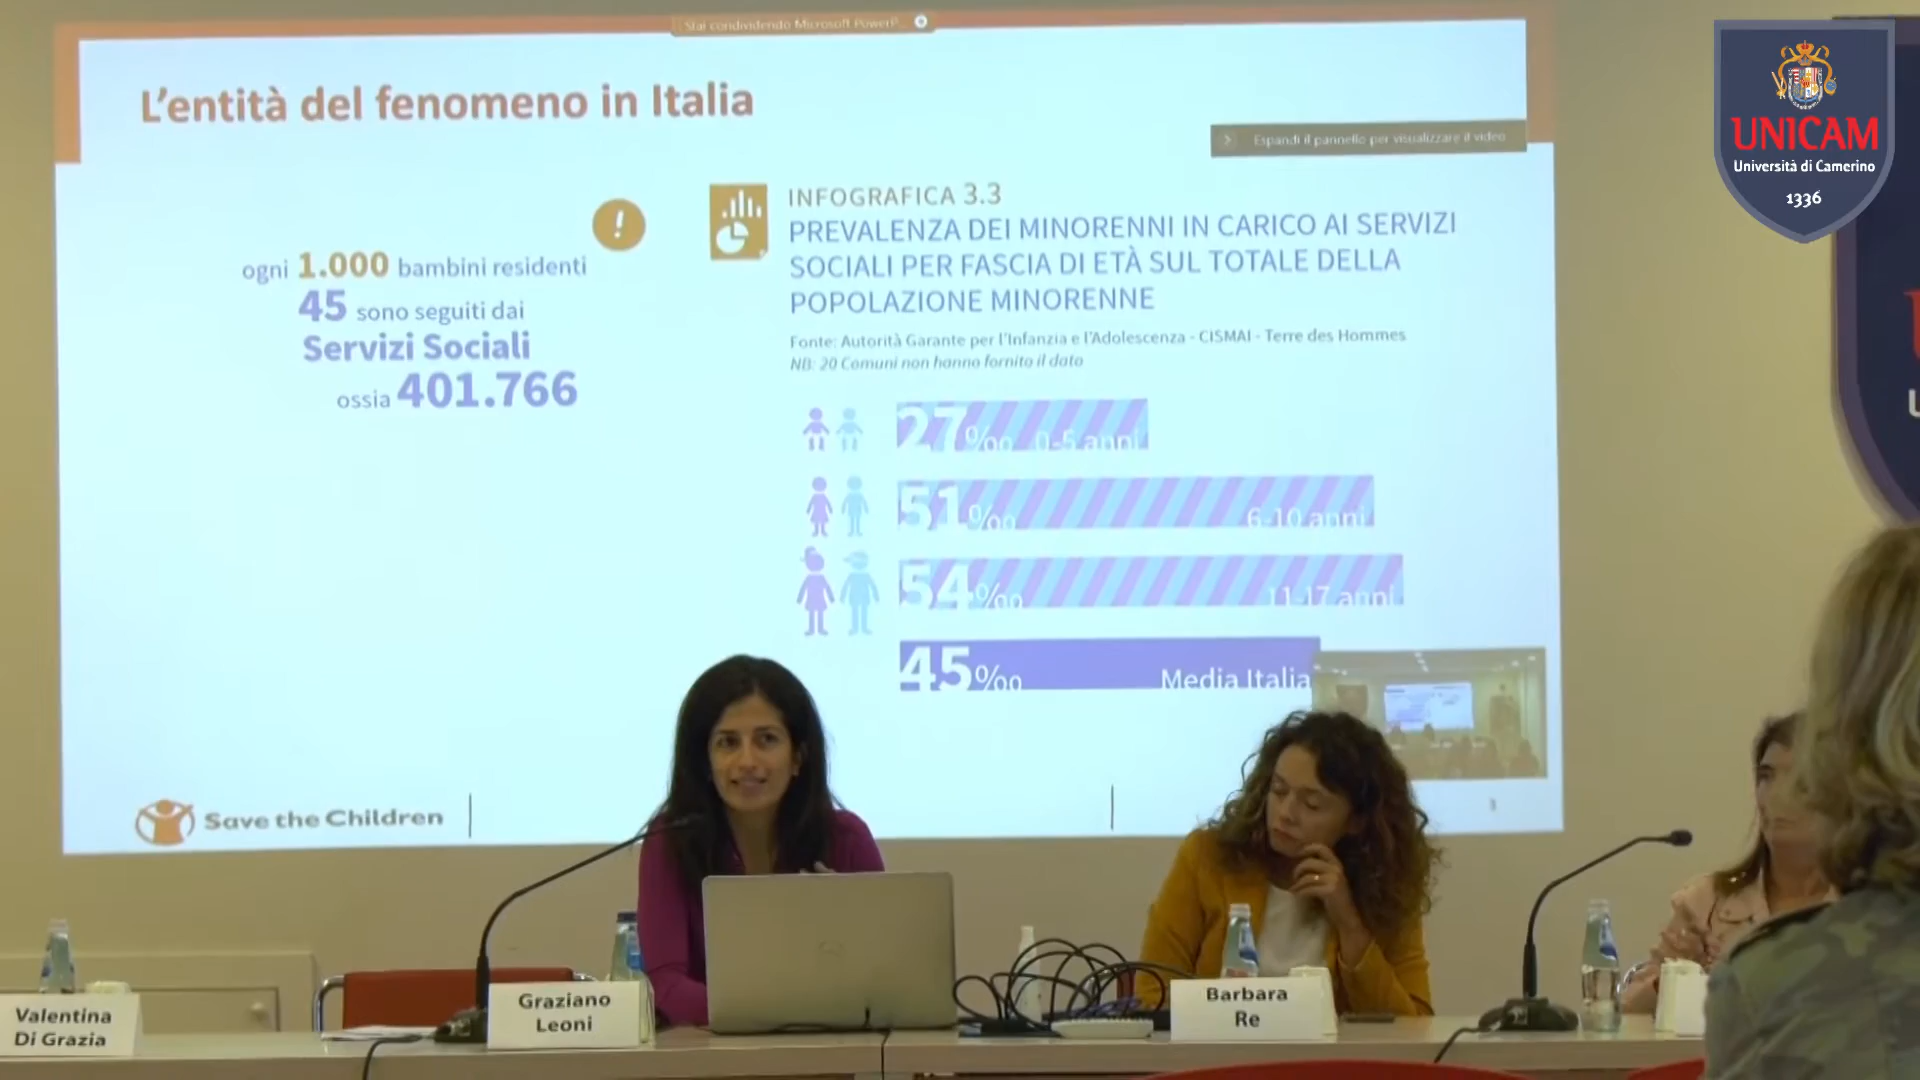 Stai condividendo Microsoft PowerP...
L'entità del fenomeno in Italia
Espandi il pannello per visualizzare il video
ogni 1.000 bambini residenti
45 sono seguiti dai
Servizi Sociali
ossia 401.766
!
INFOGRAFICA 3.3
PREVALENZA DEI MINORENNI IN CARICO AI SERVIZI
SOCIALI PER FASCIA DI ETÀ SUL TOTALE DELLA
POPOLAZIONE MINORENNE
Fonte: Autorità Garante per l'Infanzia e l'Adolescenza - CISMAI - Terre des Hommes
NB: 20 Comuni non hanno fornito il dato
27‰ 0-5 anni
51‰ 6-10 anni
54‰ 11-17 anni
45‰ Media Italia
Save the Children
3
UNICAM
Università di Camerino
1336
Valentina
Di Grazia
Graziano
Leoni
Barbara
Re